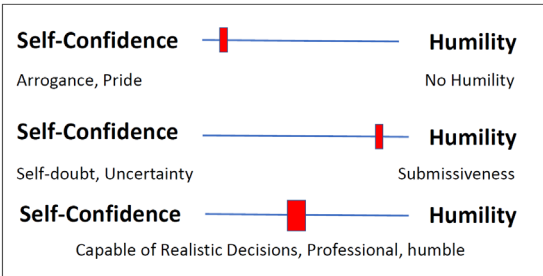 Self-Confidence Humility
Arrogance, Pride No Humility
Self-Confidence Humility
Self-doubt, Uncertainty Submissiveness
Self-Confidence Humility
Capable of Realistic Decisions, Professional, humble